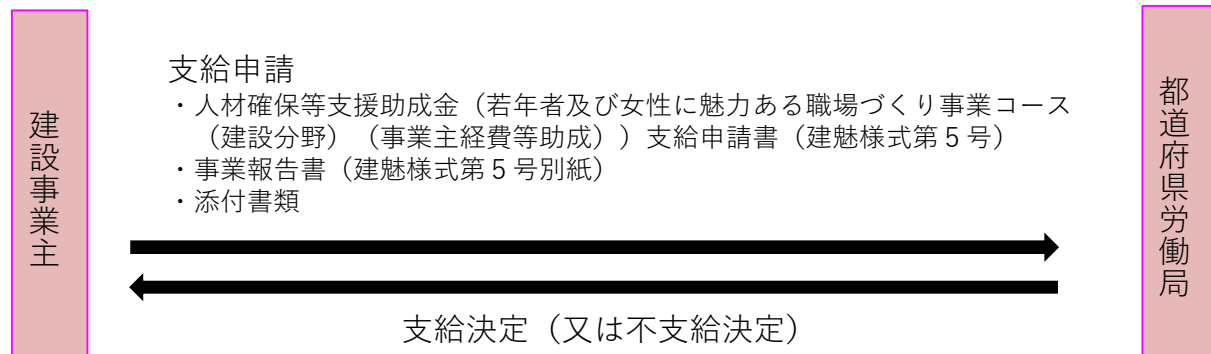 建設事業主
支給申請
・人材確保等支援助成金（若年者及び女性に魅力ある職場づくり事業コース
（建設分野）（事業主経費等助成））支給申請書（建魅様式第５号）
・事業報告書（建魅様式第５号別紙）
・添付書類
支給決定（又は不支給決定）
都道府県労働局